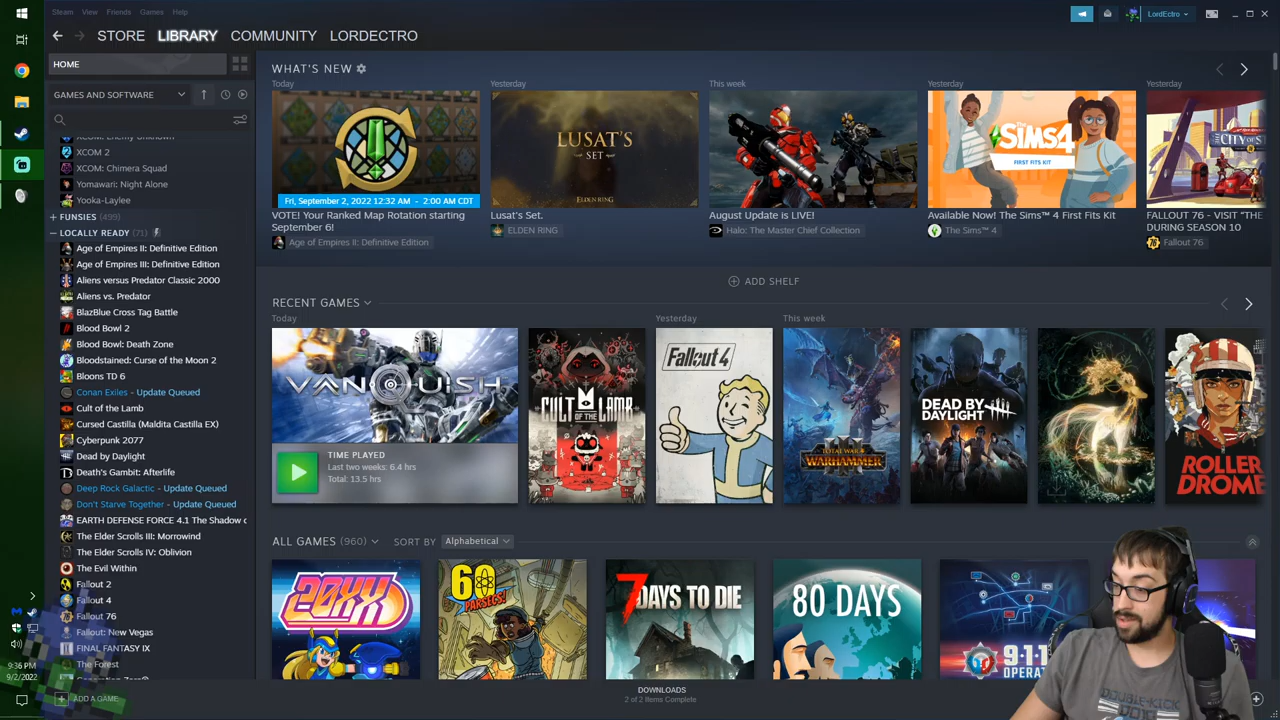 Steam View Friends Games Help
LordEctro
STORE LIBRARY COMMUNITY LORDECTRO
HOME
GAMES AND SOFTWARE
XCOM: Enemy Unknown
XCOM 2
XCOM: Chimera Squad
Yomawari: Night Alone
Yooka-Laylee
FUNSIES (499)
LOCALLY READY (71)
Age of Empires II: Definitive Edition
Age of Empires III: Definitive Edition
Aliens versus Predator Classic 2000
Aliens vs. Predator
BlazBlue Cross Tag Battle
Blood Bowl 2
Blood Bowl: Death Zone
Bloodstained: Curse of the Moon 2
Bloons TD 6
Conan Exiles - Update Queued
Cult of the Lamb
Cursed Castilla (Maldita Castilla EX)
Cyberpunk 2077
Dead by Daylight
Death's Gambit: Afterlife
Deep Rock Galactic - Update Queued
Don't Starve Together - Update Queued
EARTH DEFENSE FORCE 4.1 The Shadow
The Elder Scrolls III: Morrowind
The Elder Scrolls IV: Oblivion
The Evil Within
Fallout 2
Fallout 4
Fallout 76
Fallout: New Vegas
FINAL FANTASY IX
The Forest
ADD A GAME
9:36 PM
9/2/2022
WHAT'S NEW
Today
Fri, September 2, 2022 12:32 AM - 2:00 AM CDT
VOTE! Your Ranked Map Rotation starting
September 6!
Age of Empires II: Definitive Edition
Yesterday
LUSAT'S
SET
ELDEN RING
Lusat's Set.
ELDEN RING
This week
August Update is LIVE!
Halo: The Master Chief Collection
Yesterday
THE
SIMS 4
FIRST FITS KIT
Available Now! The Sims™ 4 First Fits Kit
The Sims™ 4
Yesterday
FALLOUT 76 - VISIT "THE
DURING SEASON 10
Fallout 76
ADD SHELF
RECENT GAMES
Today
VANQUISH
TIME PLAYED
Last two weeks: 6.4 hrs
Total: 13.5 hrs
CULT OF THE LAMB
Yesterday
Fallout 4
This week
TOTAL WAR
WARHAMMER
III
DEAD BY
DAYLIGHT
ROLLER
DROME
ALL GAMES (960) SORT BY Alphabetical
20XX
60
PARSECS!
7
DAYS TO DIE
80 DAYS
9-1-1
OPERATOR
DOWNLOADS
2 of 2 Items Complete